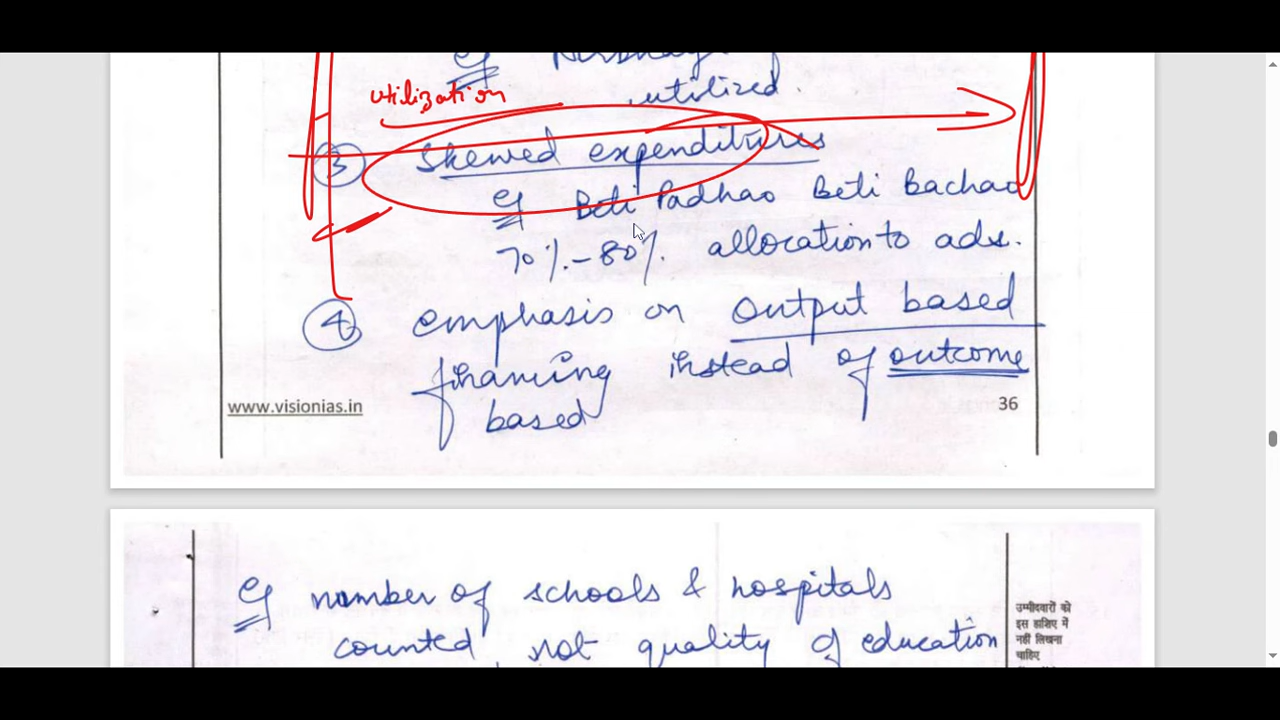 eg
utilization utilized.
③ Skewed expenditures
eg Beti Padhao Beti Bachao
70%-80% allocation to ads.
④ emphasis on output based
financing instead of outcome
based
www.visionias.in 36
eg number of schools & hospitals
counted, not quality of education
उम्मीदवारों को
इस हाशिए में
नहीं लिखना
चाहिए